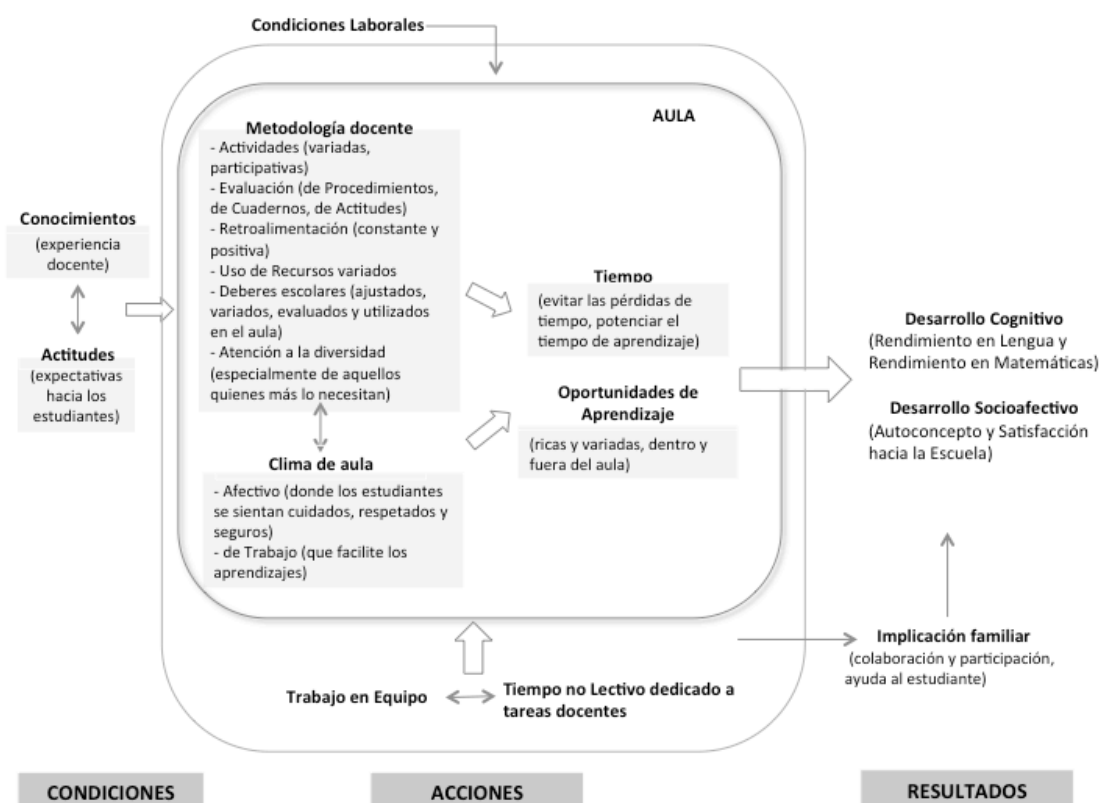 Condiciones Laborales
AULA
Metodología docente
- Actividades (variadas,
participativas)
- Evaluación (de Procedimientos,
de Cuadernos, de Actitudes)
- Retroalimentación (constante y
positiva)
- Uso de Recursos variados
- Deberes escolares (ajustados,
variados, evaluados y utilizados
en el aula)
- Atención a la diversidad
(especialmente de aquellos
quienes más lo necesitan)
Conocimientos
(experiencia
docente)
Actitudes
(expectativas
hacia los
estudiantes)
Clima de aula
- Afectivo (donde los estudiantes
se sientan cuidados, respetados y
seguros)
- de Trabajo (que facilite los
aprendizajes)
Tiempo
(evitar las pérdidas de
tiempo, potenciar el
tiempo de aprendizaje)
Oportunidades de
Aprendizaje
(ricas y variadas, dentro y
fuera del aula)
Desarrollo Cognitivo
(Rendimiento en Lengua y
Rendimiento en Matemáticas)
Desarrollo Socioafectivo
(Autoconcepto y Satisfacción
hacia la Escuela)
Implicación familiar
(colaboración y participación,
ayuda al estudiante)
Trabajo en Equipo
Tiempo no Lectivo dedicado a
tareas docentes
CONDICIONES
ACCIONES
RESULTADOS